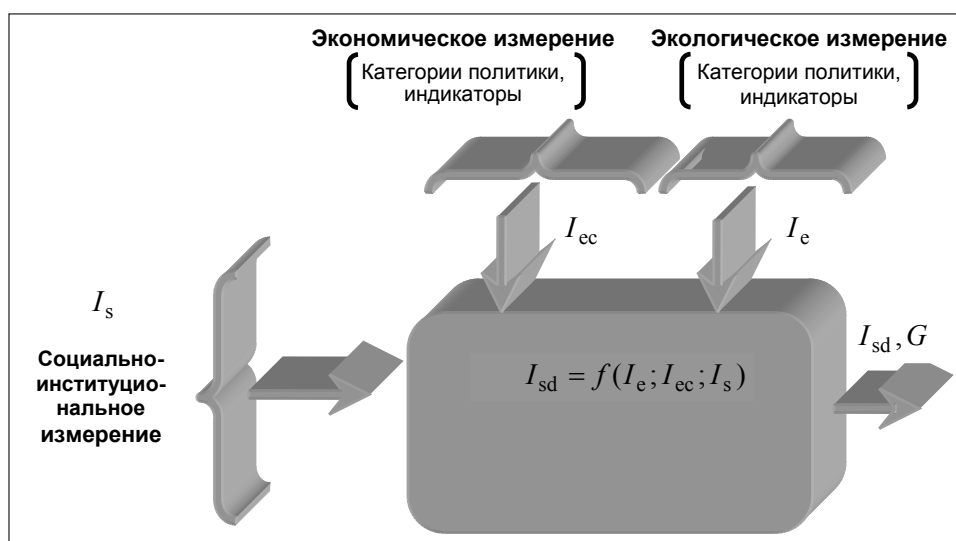 Экономическое измерение
Категории политики,
индикаторы
Экологическое измерение
Категории политики,
индикаторы
I_ec
I_e
I_s
Социально-
институцио-
нальное
измерение
I_sd = f(I_e; I_ec; I_s)
I_sd, G